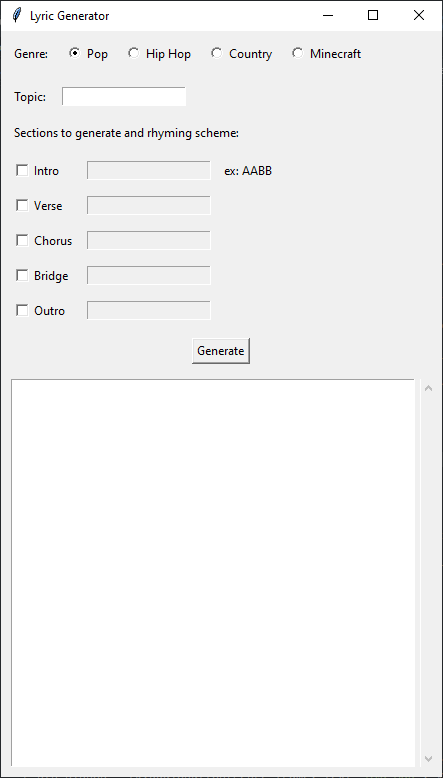 Lyric Generator
Genre: Pop Hip Hop Country Minecraft
Topic:
Sections to generate and rhyming scheme:
Intro ex: AABB
Verse
Chorus
Bridge
Outro
Generate